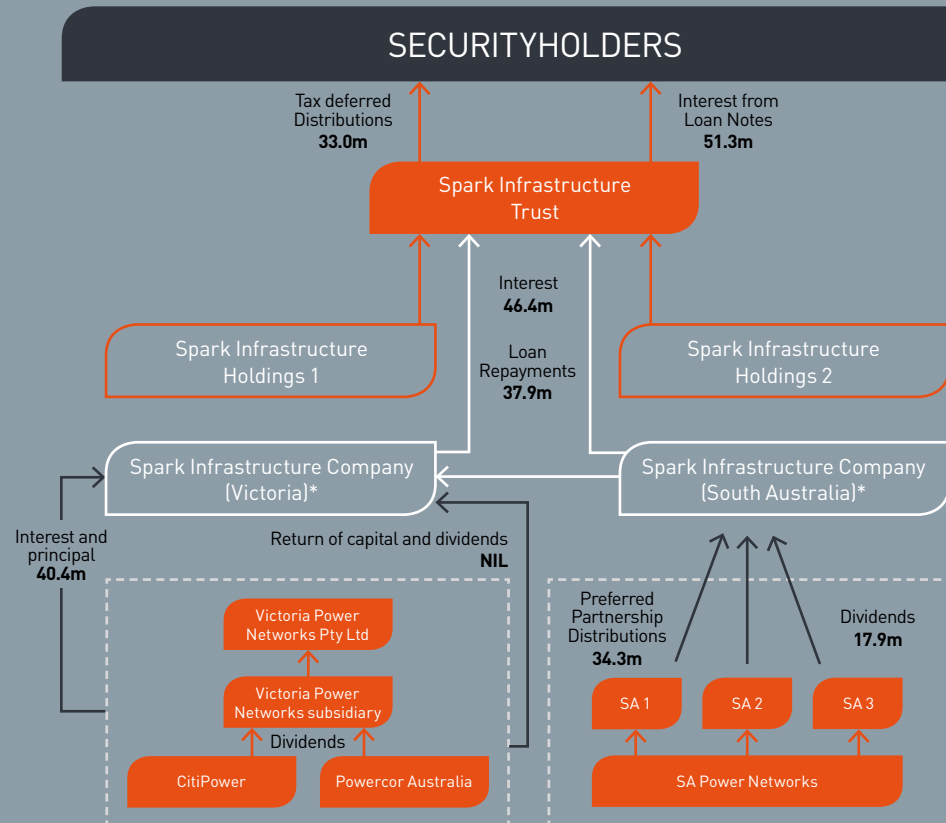 SECURITYHOLDERS
Tax deferred
Distributions
33.0m
Interest from
Loan Notes
51.3m
Spark Infrastructure
Trust
Interest
46.4m
Loan
Repayments
37.9m
Spark Infrastructure
Holdings 1
Spark Infrastructure
Holdings 2
Spark Infrastructure Company
(Victoria)*
Spark Infrastructure Company
(South Australia)*
Interest and
principal
40.4m
Return of capital and dividends
NIL
Victoria Power
Networks Pty Ltd
Victoria Power
Networks subsidiary
Dividends
CitiPower
Powercor Australia
Preferred
Partnership
Distributions
34.3m
Dividends
17.9m
SA 1
SA 2
SA 3
SA Power Networks